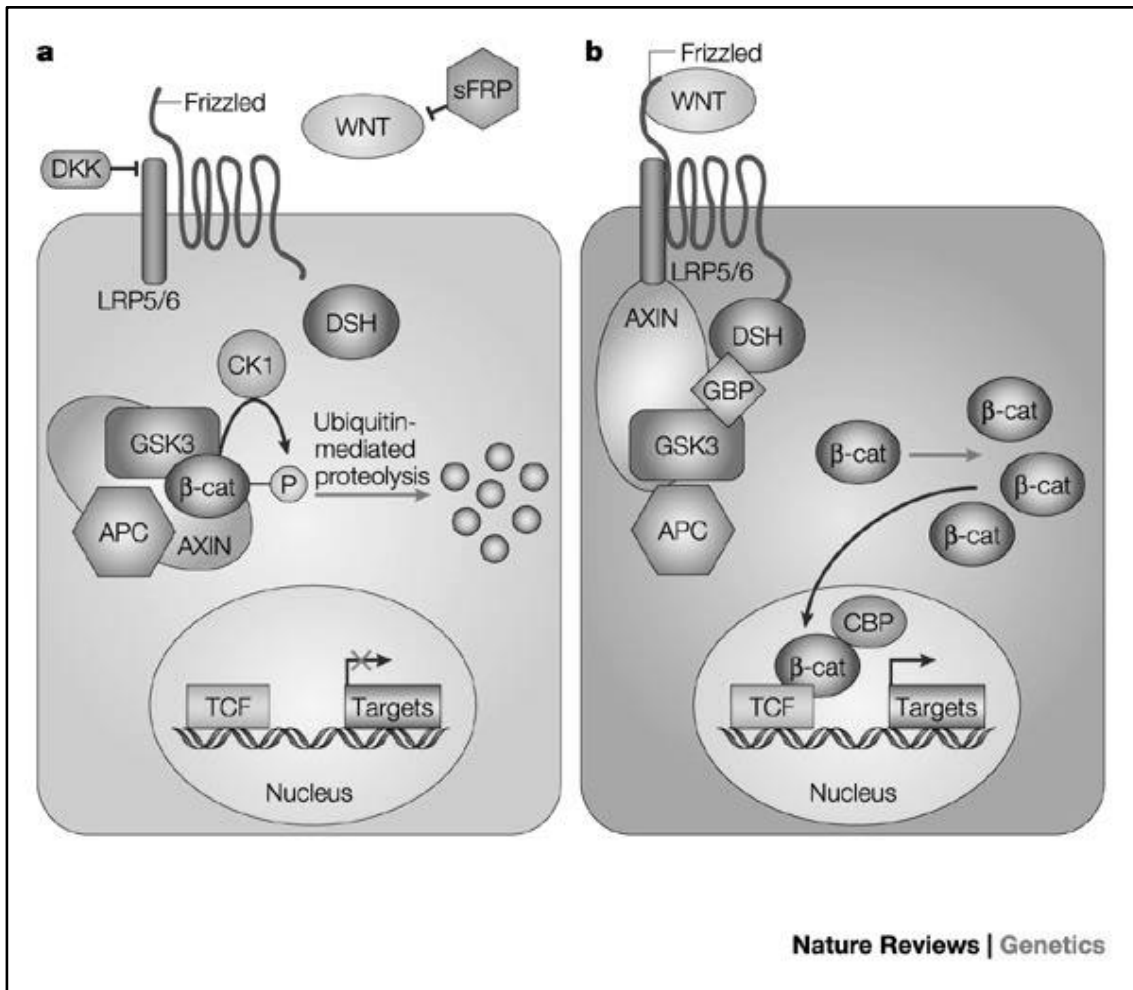 a
Frizzled
sFRP
WNT
DKK
LRP5/6
DSH
CK1
GSK3
Ubiquitin-
mediated
proteolysis
β-cat
P
APC
AXIN
TCF
Targets
Nucleus
b
Frizzled
WNT
LRP5/6
AXIN
DSH
GBP
GSK3
APC
β-cat
β-cat
β-cat
β-cat
CBP
β-cat
TCF
Targets
Nucleus
Nature Reviews | Genetics